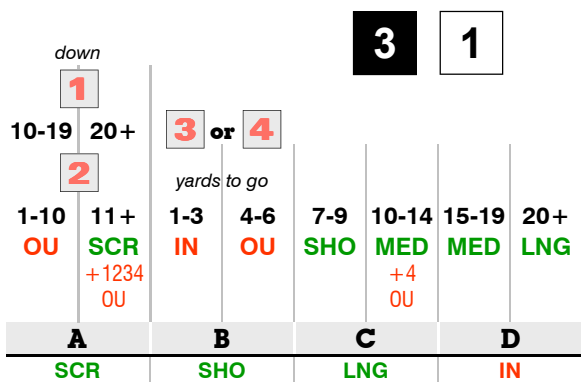 3 1
down
1
10-19 20+ 3 or 4
2 yards to go
1-10 11+ 1-3 4-6 7-9 10-14 15-19 20+
OU SCR IN OU SHO MED MED LNG
+1234 +4
OU OU
A B C D
SCR SHO LNG IN